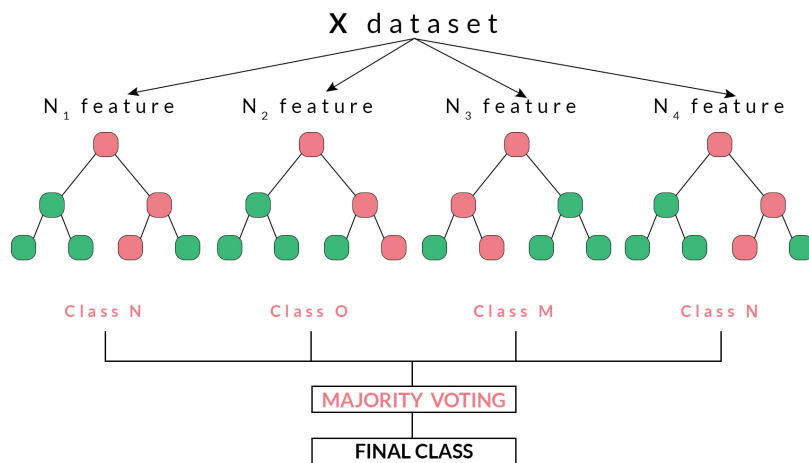 X dataset
N₁ feature
N₂ feature
N₃ feature
N₄ feature
Class N
Class O
Class M
Class N
MAJORITY VOTING
FINAL CLASS